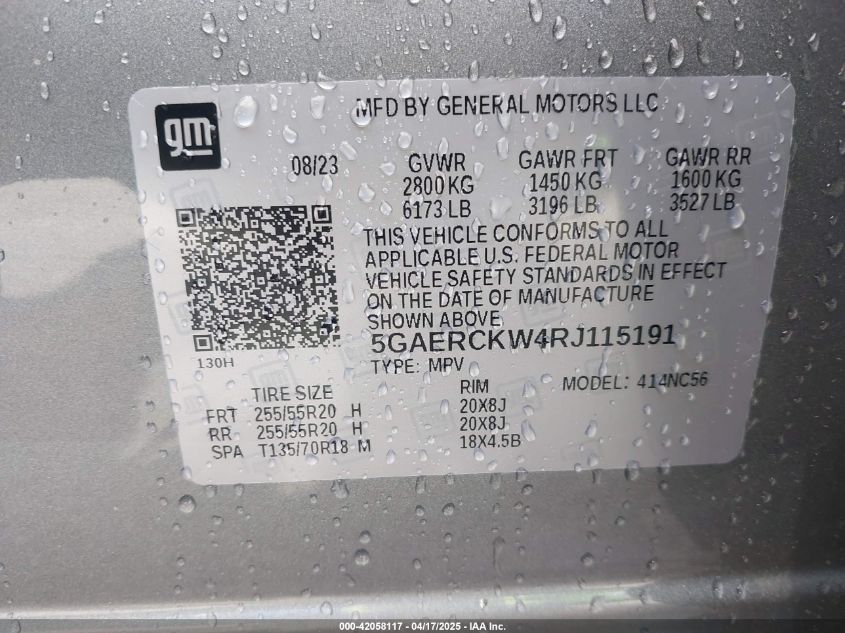 gm
MFD BY GENERAL MOTORS LLC
08/23
GVWR GAWR FRT GAWR RR
2800 KG 1450 KG 1600 KG
6173 LB 3196 LB 3527 LB
THIS VEHICLE CONFORMS TO ALL
APPLICABLE U.S. FEDERAL MOTOR
VEHICLE SAFETY STANDARDS IN EFFECT
ON THE DATE OF MANUFACTURE
SHOWN ABOVE.
5GAERCKW4RJ115191
130H
TYPE: MPV
MODEL: 414NC56
TIRE SIZE RIM
FRT 255/55R20 H 20X8J
RR 255/55R20 H 20X8J
SPA T135/70R18 M 18X4.5B
000-42058117 - 04/17/2025 - IAA Inc.